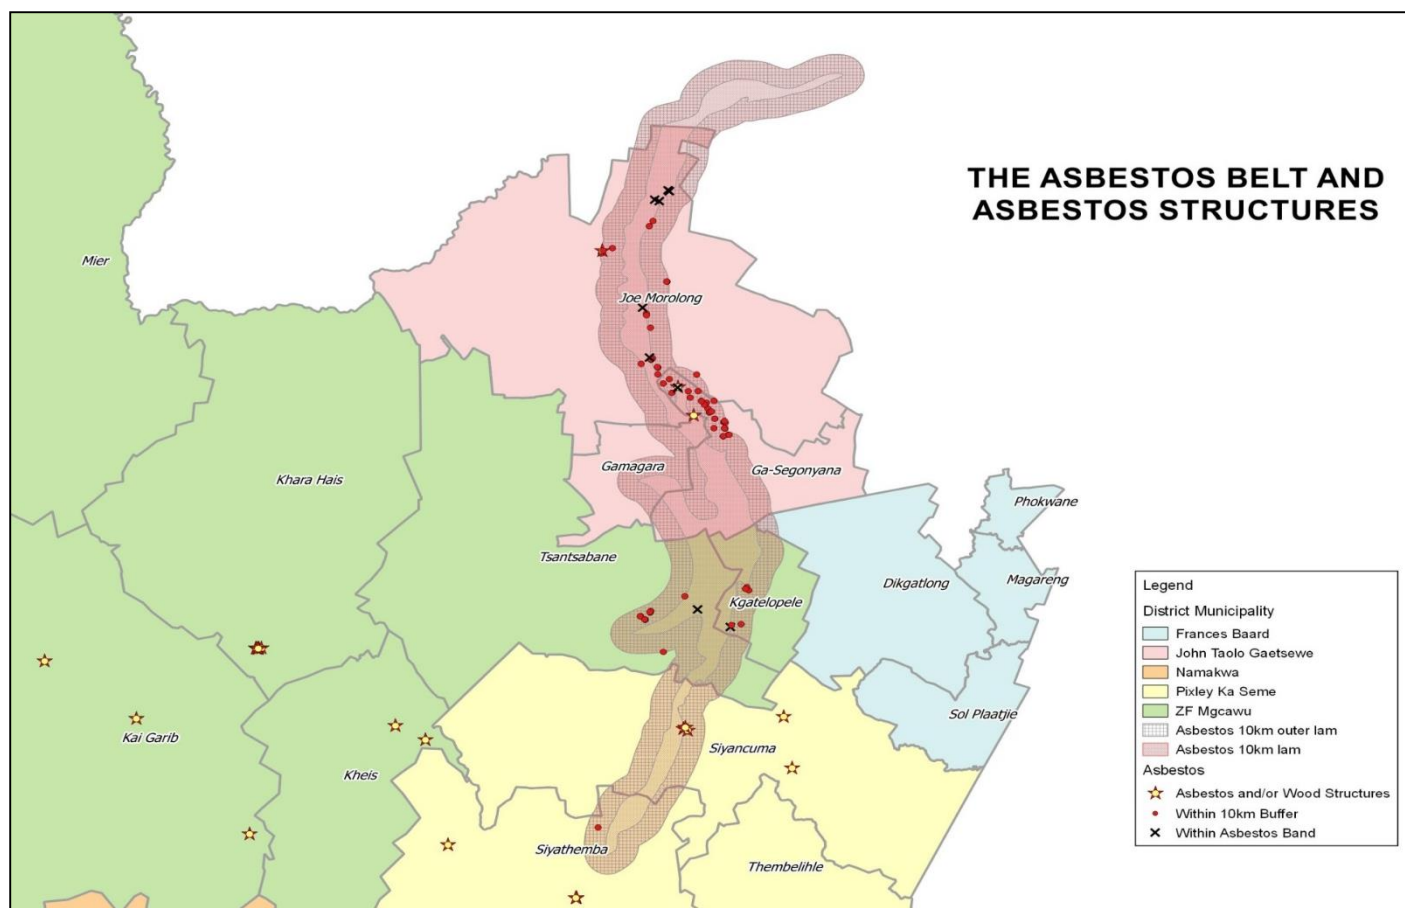 THE ASBESTOS BELT AND
ASBESTOS STRUCTURES
Mier
Joe Morolong
Khara Hais
Gamagara
Ga-Segonyana
Phokwane
Tsantsabane
Dikgatlong
Magareng
Kgatelopele
Sol Plaatjie
Kai Garib
Kheis
Siyancuma
Siyathemba
Thembelihle
Legend
District Municipality
Frances Baard
John Taolo Gaetsewe
Namakwa
Pixley Ka Seme
ZF Mgcawu
Asbestos 10km outer lam
Asbestos 10km lam
Asbestos
Asbestos and/or Wood Structures
Within 10km Buffer
Within Asbestos Band